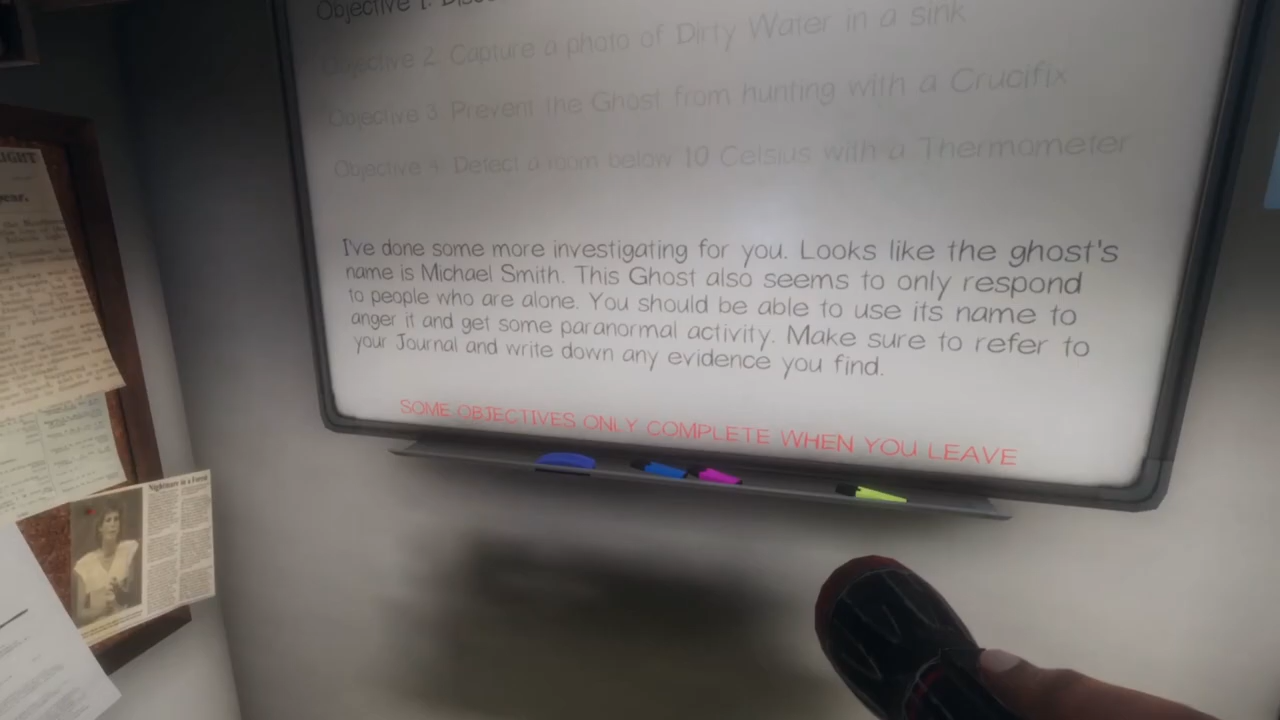 Objective 1:
Objective 2: Capture a photo of Dirty Water in a sink
Objective 3: Prevent the Ghost from hunting with a Crucifix
Objective 4: Detect a room below 10 Celsius with a Thermometer
I've done some more investigating for you. Looks like the ghost's
name is Michael Smith. This Ghost also seems to only respond
to people who are alone. You should be able to use its name to
anger it and get some paranormal activity. Make sure to refer to
your Journal and write down any evidence you find.
SOME OBJECTIVES ONLY COMPLETE WHEN YOU LEAVE